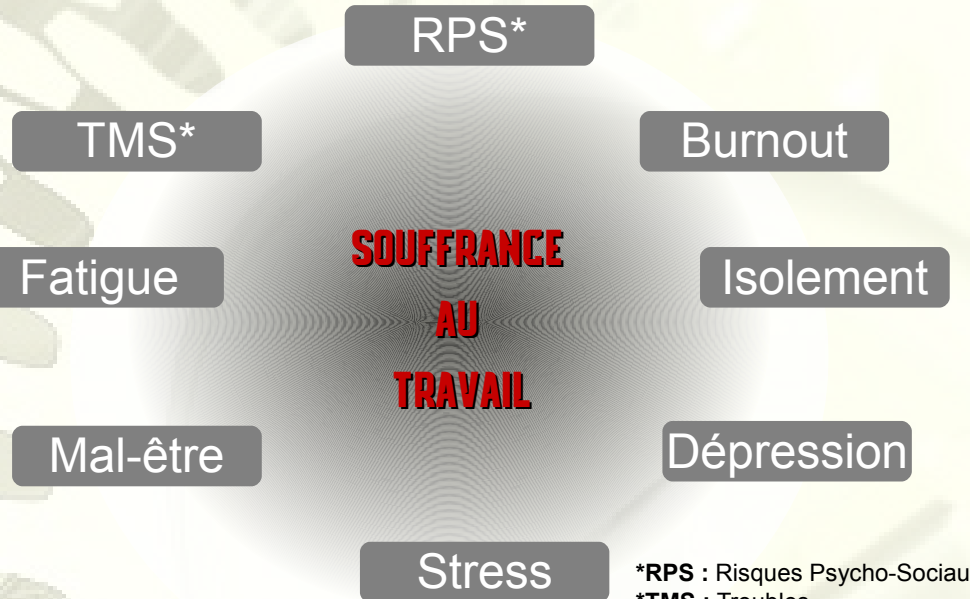 RPS*
TMS*
Burnout
SOUFFRANCE
Fatigue
Isolement
AU
TRAVAIL
Mal-être
Dépression
Stress
*RPS : Risques Psycho-Sociau
*TMS : Troubles